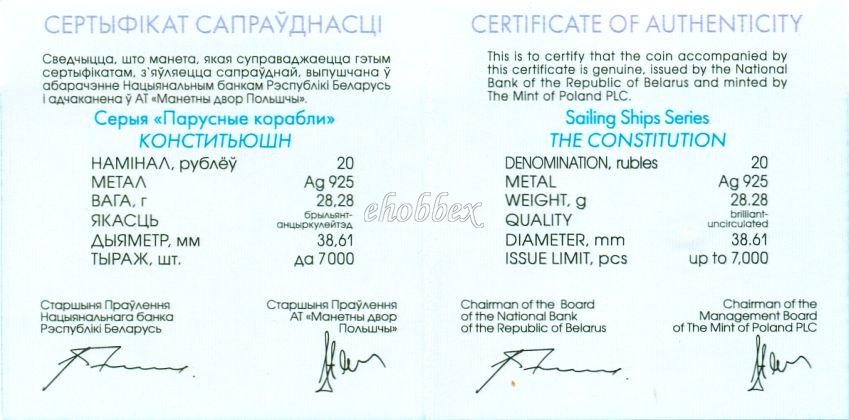 СЕРТЫФІКАТ САПРАЎДНАСЦІ
Сведчыцца, што манета, якая суправаджаецца гэтым
сертыфікатам, з'яўляецца сапраўднай, выпушчана ў
абарачэнне Нацыянальным банкам Рэспублікі Беларусь
і адчаканена ў АТ «Манетны двор Польшчы».
Серыя «Парусные корабли»
КОНСТИТЬЮШН
НАМІНАЛ, рублёў 20
МЕТАЛ Ag 925
ВАГА, г 28,28
ЯКАСЦЬ брыльянт-
анцыркулейтэд
ДЫЯМЕТР, мм 38,61
ТЫРАЖ, шт. да 7000
Старшыня Праўлення
Нацыянальнага банка
Рэспублікі Беларусь
Старшыня Праўлення
АТ «Манетны двор
Польшчы»
ehobbex
CERTIFICATE OF AUTHENTICITY
This is to certify that the coin accompanied by
this certificate is genuine, issued by the National
Bank of the Republic of Belarus and minted by
The Mint of Poland PLC.
Sailing Ships Series
THE CONSTITUTION
DENOMINATION, rubles 20
METAL Ag 925
WEIGHT, g 28.28
QUALITY brilliant-
uncirculated
DIAMETER, mm 38.61
ISSUE LIMIT, pcs up to 7,000
Chairman of the Board
of the National Bank
of the Republic of Belarus
Chairman of the
Management Board
of The Mint of Poland PLC